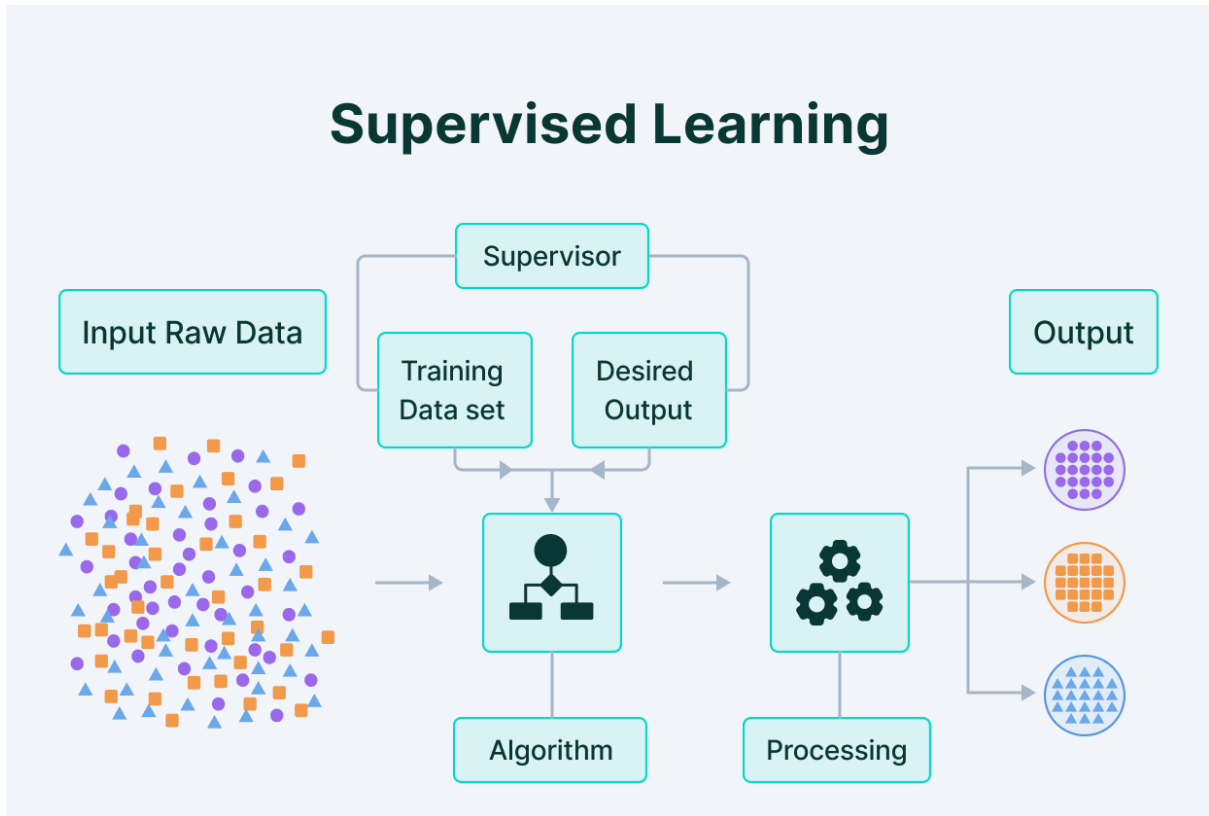 Supervised Learning
Supervisor
Input Raw Data
Training
Data set
Desired
Output
Output
Algorithm
Processing